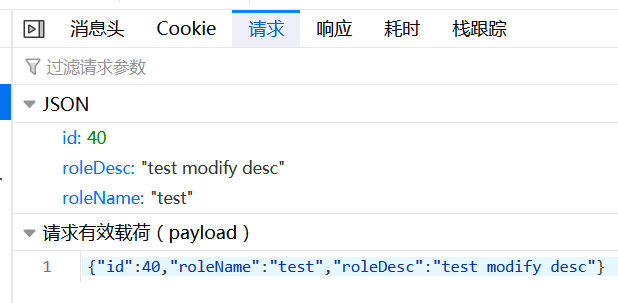 消息头 Cookie 请求 响应 耗时 栈跟踪
过滤请求参数
JSON
id: 40
roleDesc: "test modify desc"
roleName: "test"
请求有效载荷（payload）
1 {"id":40,"roleName":"test","roleDesc":"test modify desc"}